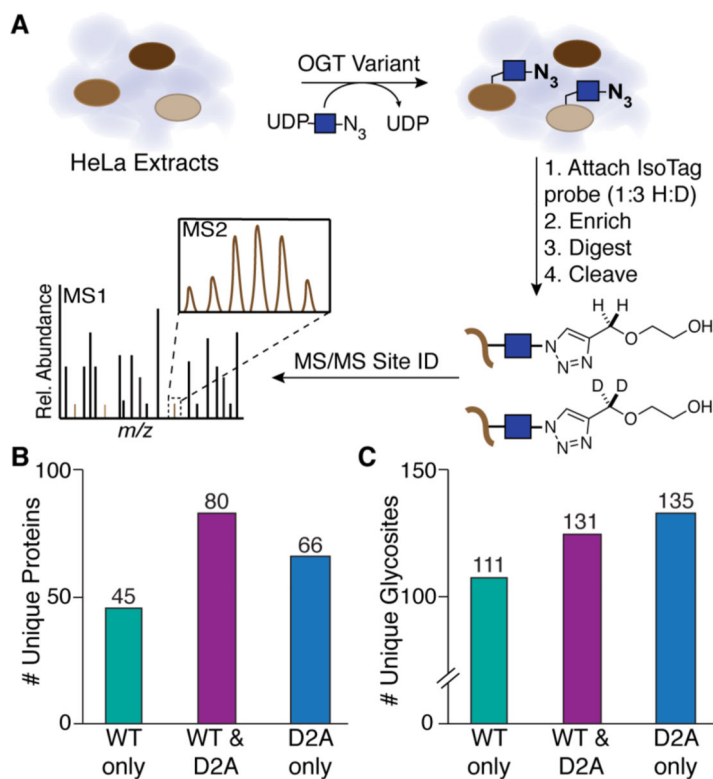 A
OGT Variant
UDP N₃ UDP
N₃
N₃
HeLa Extracts
1. Attach IsoTag
probe (1:3 H:D)
2. Enrich
3. Digest
4. Cleave
MS2
MS1
Rel. Abundance
m/z
MS/MS Site ID
H H
N O OH
N=N
D D
N O OH
N=N
B
# Unique Proteins
100
50
0
45
80
66
WT
only
WT &
D2A
D2A
only
C
# Unique Glycosites
150
100
0
111
131
135
WT
only
WT &
D2A
D2A
only